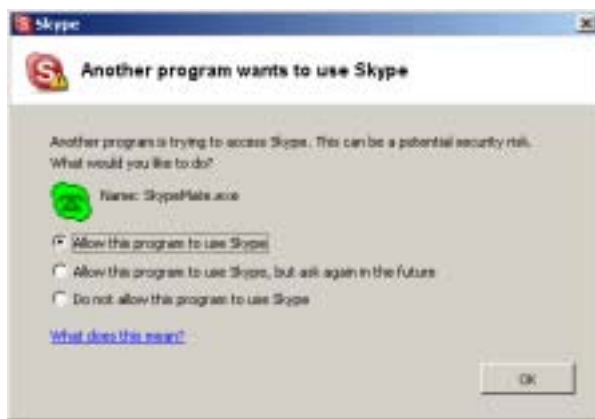 Skype
Another program wants to use Skype
Another program is trying to access Skype. This can be a potential security risk.
What would you like to do?
Name: SkypeMate.exe
Allow this program to use Skype
Allow this program to use Skype, but ask again in the future
Do not allow this program to use Skype
What does this mean?
OK